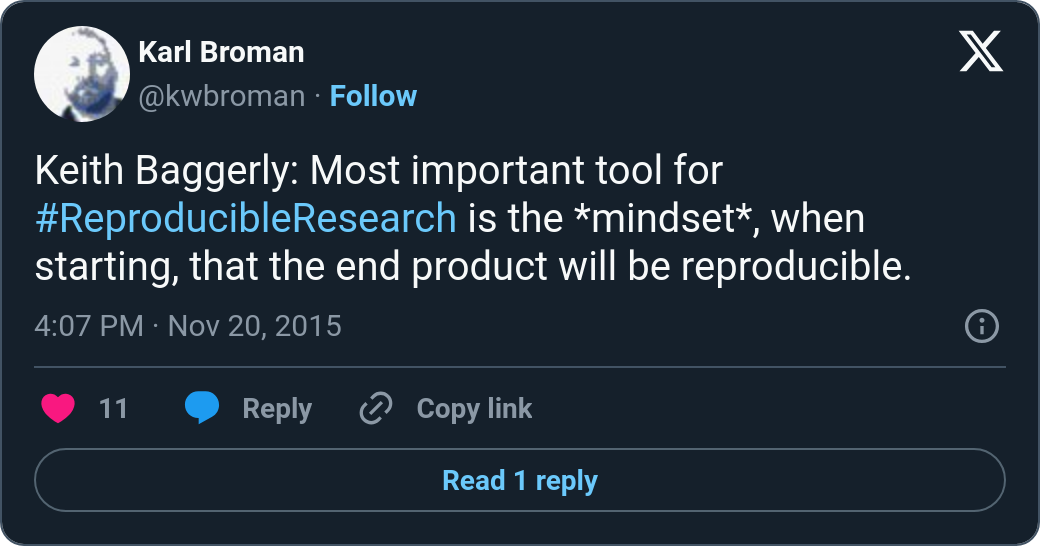 Karl Broman
@kwbroman · Follow
Keith Baggerly: Most important tool for
#ReproducibleResearch is the *mindset*, when
starting, that the end product will be reproducible.
4:07 PM · Nov 20, 2015
11 Reply Copy link
Read 1 reply